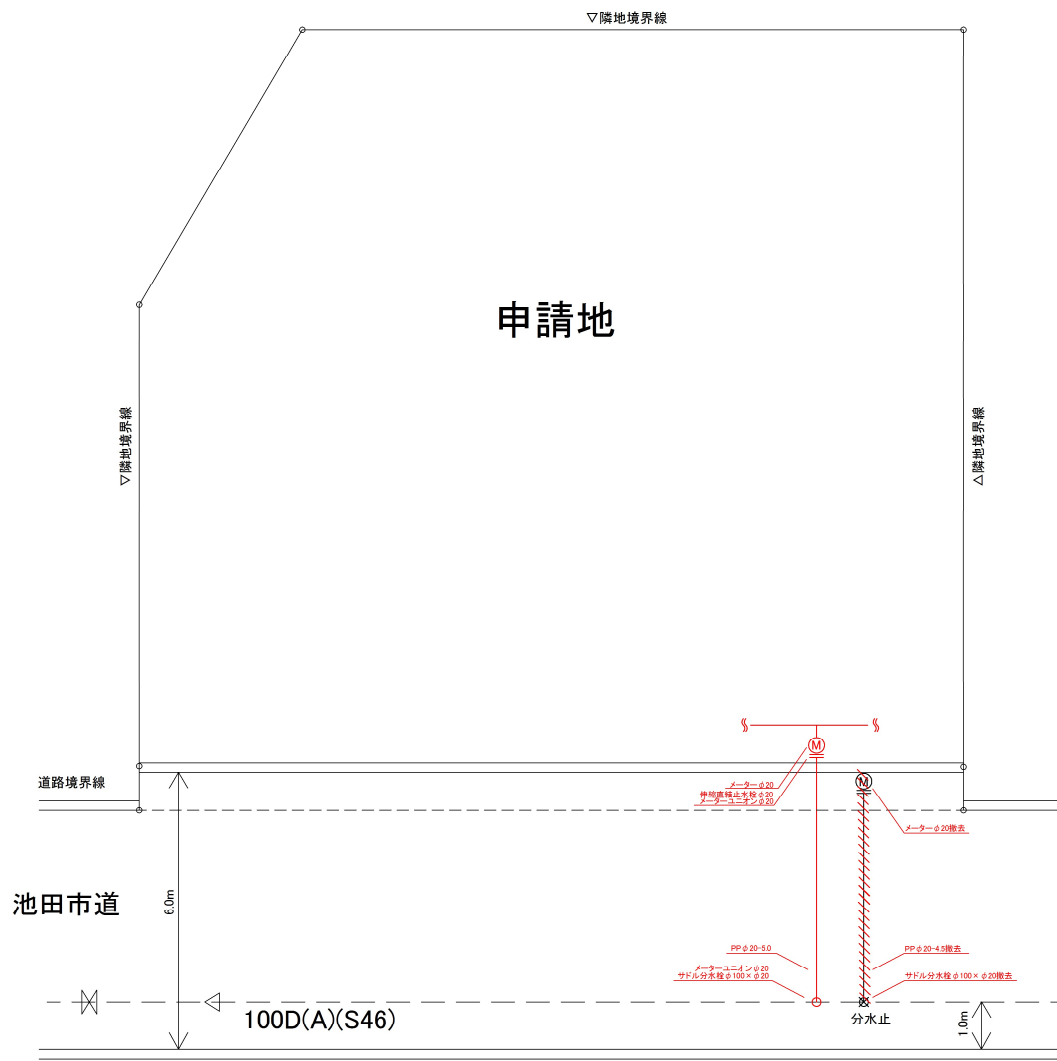 ▽隣地境界線
申請地
▽隣地境界線
△隣地境界線
道路境界線
M
メーターφ20
伸縮直結止水栓φ20
メーターユニオンφ20
M
メーターφ20撤去
池田市道
6.0m
PPφ20-5.0
メーターユニオンφ20
サドル分水栓φ100×φ20
PPφ20-4.5撤去
サドル分水栓φ100×φ20撤去
100D(A)(S46)
分水止
1.0m